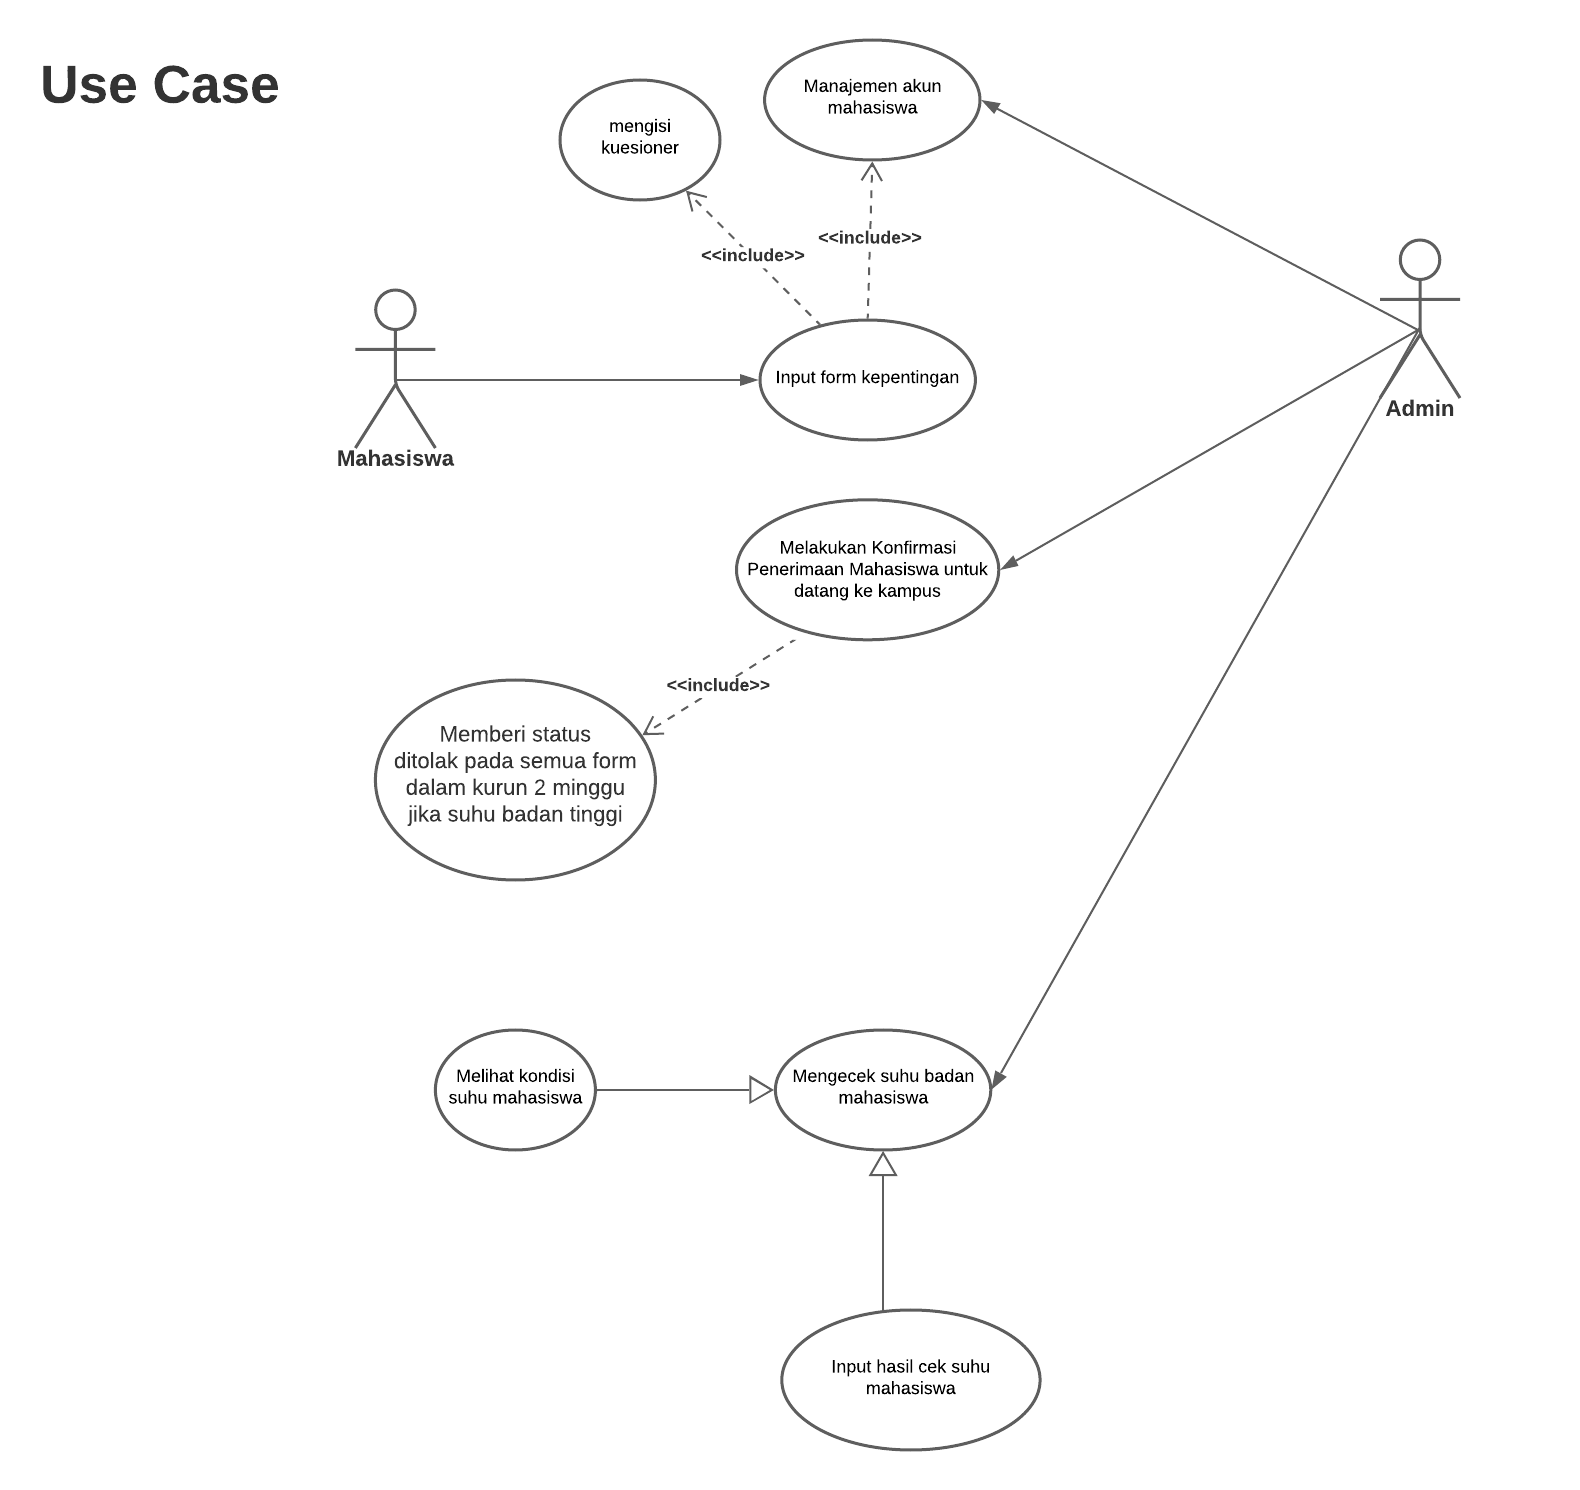 Use Case
Manajemen akun
mahasiswa
mengisi
kuesioner
<<include>>
<<include>>
Input form kepentingan
Mahasiswa
Admin
Melakukan Konfirmasi
Penerimaan Mahasiswa untuk
datang ke kampus
<<include>>
Memberi status
ditolak pada semua form
dalam kurun 2 minggu
jika suhu badan tinggi
Melihat kondisi
suhu mahasiswa
Mengecek suhu badan
mahasiswa
Input hasil cek suhu
mahasiswa